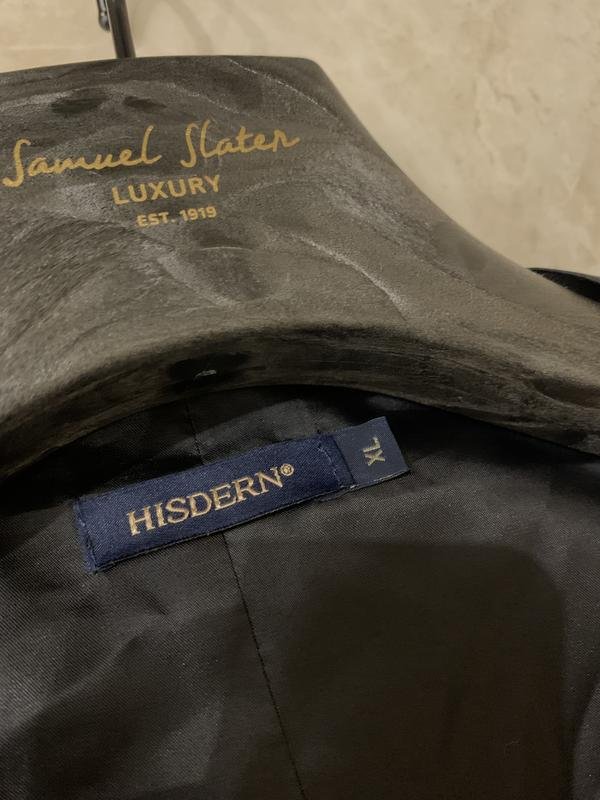 Samuel Slater
LUXURY
EST. 1919
HISDERN®
XL